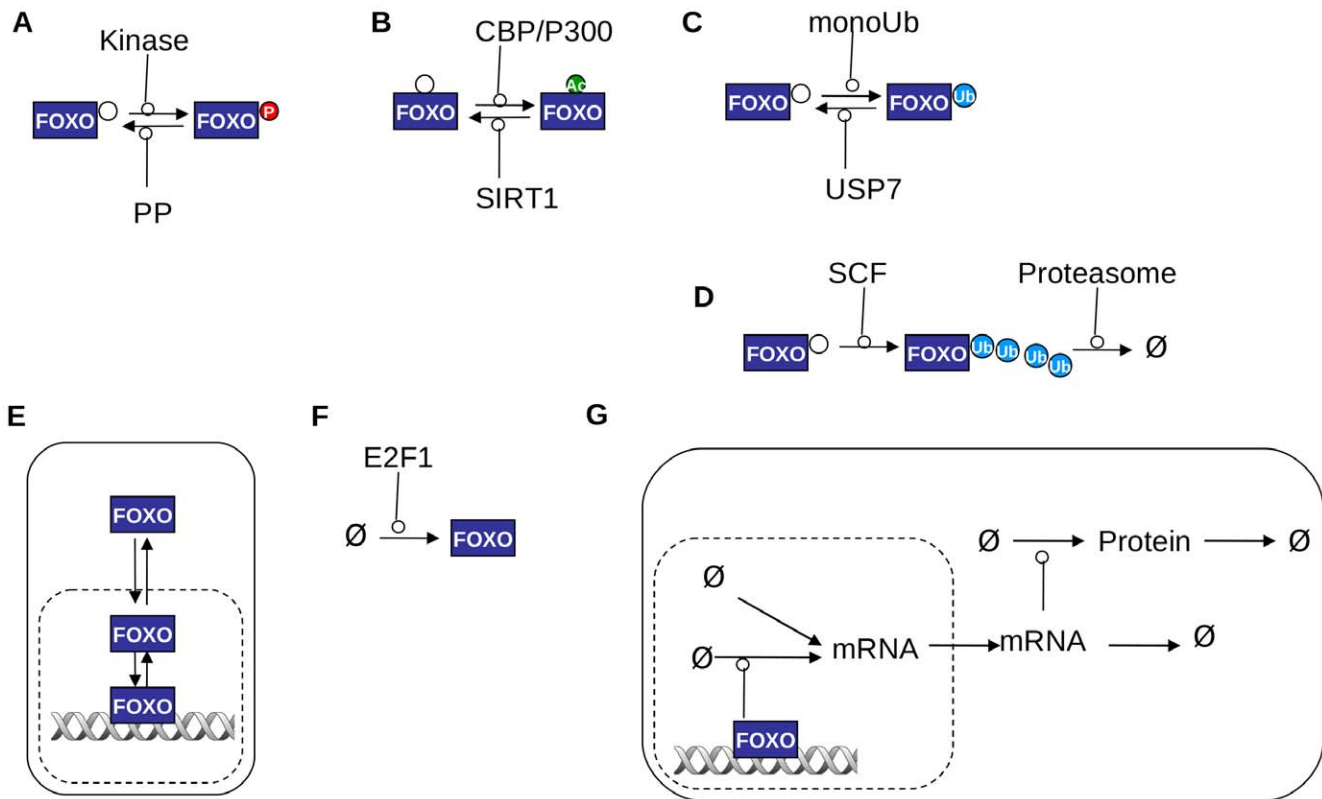 A
Kinase
FOXO
FOXO P
PP
B
CBP/P300
Ac
FOXO
FOXO
SIRT1
C
monoUb
FOXO
FOXO Ub
USP7
D
SCF
Proteasome
FOXO
FOXO Ub Ub Ub Ub
Ø
E
FOXO
FOXO
FOXO
F
E2F1
Ø
FOXO
G
Ø
Ø
mRNA
FOXO
Ø
Protein
Ø
mRNA
Ø